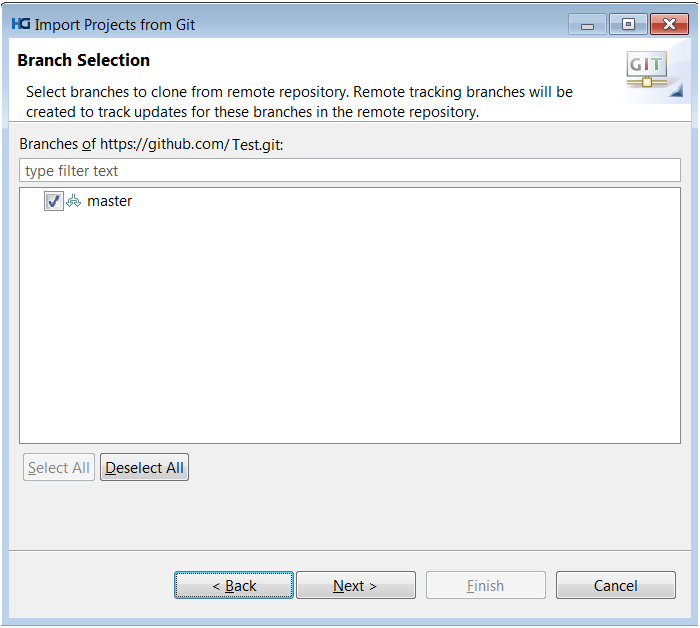 HG Import Projects from Git
Branch Selection
GIT
Select branches to clone from remote repository. Remote tracking branches will be
created to track updates for these branches in the remote repository.
Branches of https://github.com/ Test.git:
type filter text
master
Select All Deselect All
< Back Next > Finish Cancel